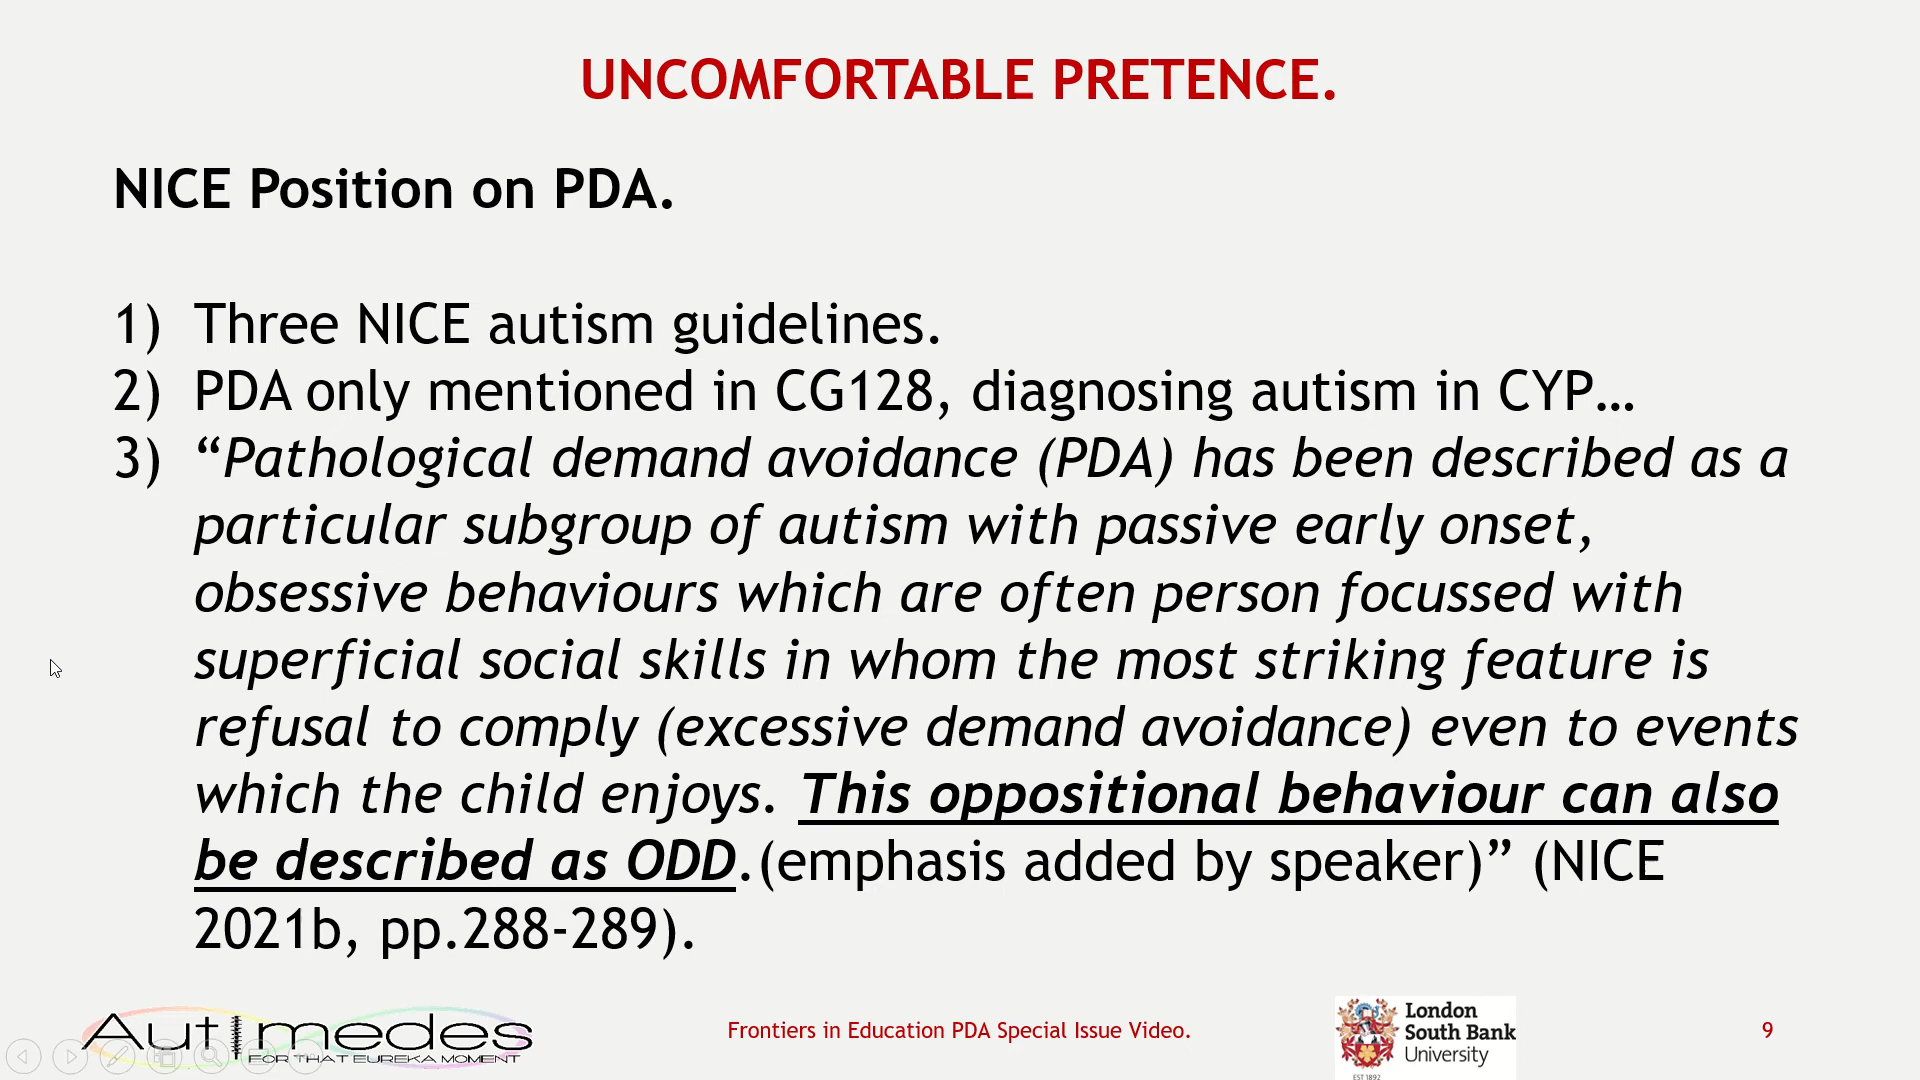 UNCOMFORTABLE PRETENCE.
NICE Position on PDA.
1) Three NICE autism guidelines.
2) PDA only mentioned in CG128, diagnosing autism in CYP…
3) “Pathological demand avoidance (PDA) has been described as a
particular subgroup of autism with passive early onset,
obsessive behaviours which are often person focussed with
superficial social skills in whom the most striking feature is
refusal to comply (excessive demand avoidance) even to events
which the child enjoys. This oppositional behaviour can also
be described as ODD.(emphasis added by speaker)” (NICE
2021b, pp.288-289).
Autimedes
FOR THAT EUREKA MOMENT
Frontiers in Education PDA Special Issue Video.
London
South Bank
University
EST 1892
9